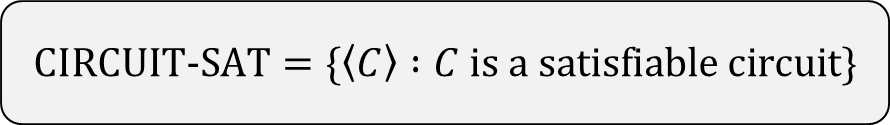 CIRCUIT-SAT = {⟨𝐶⟩ : 𝐶 is a satisfiable circuit}